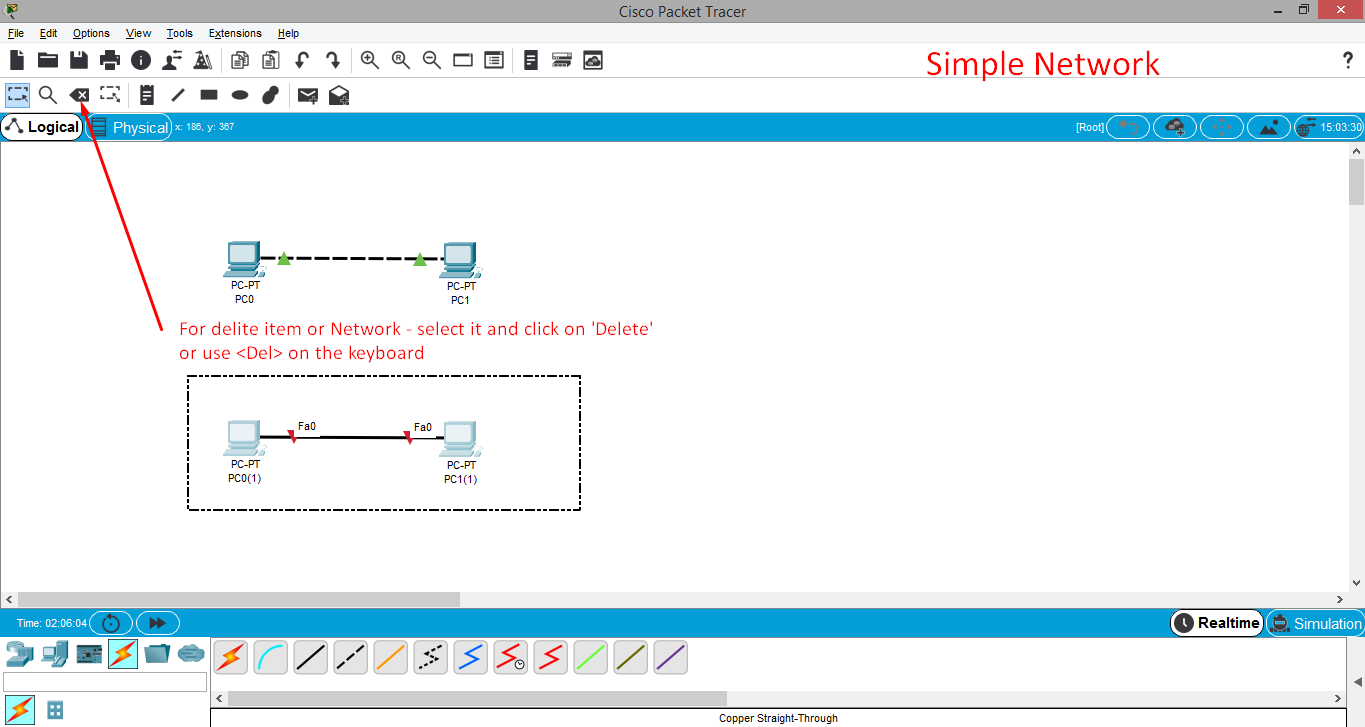 Cisco Packet Tracer
File Edit Options View Tools Extensions Help
Simple Network
?
Logical Physical x: 186, y: 367 [Root] 15:03:30
PC-PT
PC0
PC-PT
PC1
For delite item or Network - select it and click on 'Delete'
or use <Del> on the keyboard
Fa0 Fa0
PC-PT
PC0(1)
PC-PT
PC1(1)
Time: 02:06:04 Realtime Simulation
Copper Straight-Through